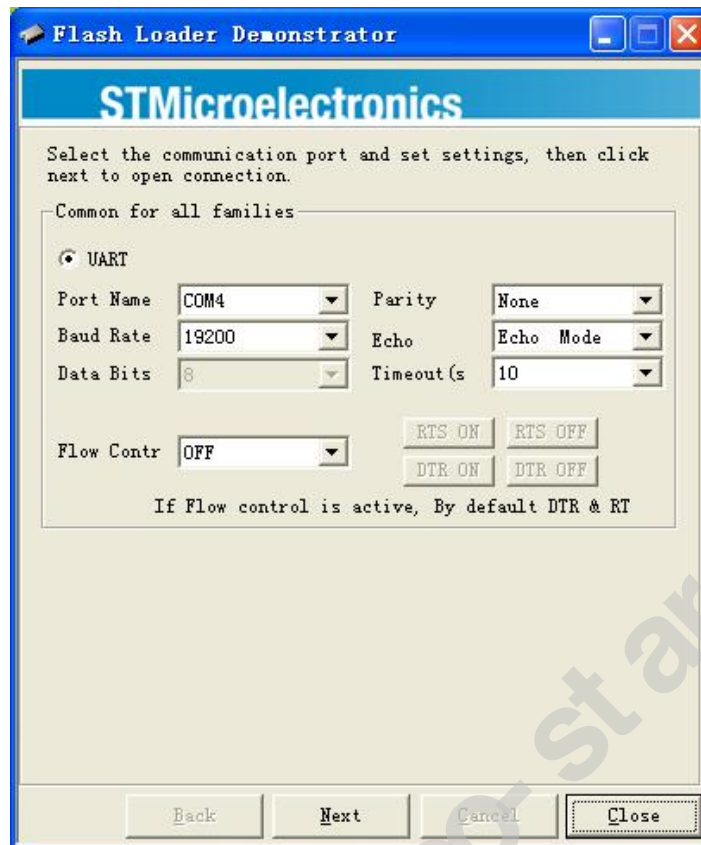 Flash Loader Demonstrator
STMicroelectronics
Select the communication port and set settings, then click
next to open connection.
Common for all families
UART
Port Name COM4 Parity None
Baud Rate 19200 Echo Echo Mode
Data Bits 8 Timeout(s 10
RTS ON RTS OFF
Flow Contr OFF
DTR ON DTR OFF
If Flow control is active, By default DTR & RT
Back Next Cancel Close